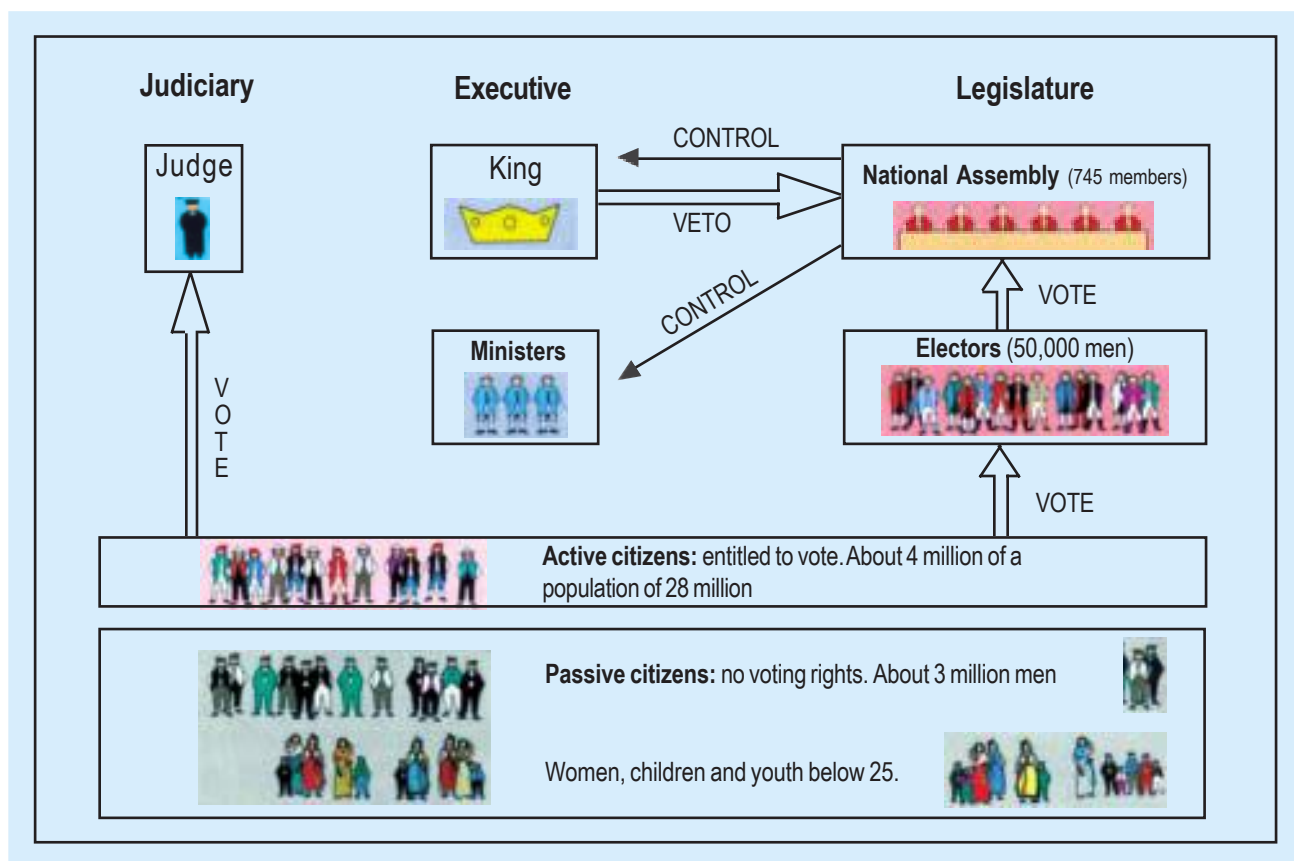 Judiciary
Executive
Legislature
Judge
King
CONTROL
VETO
National Assembly (745 members)
CONTROL
Ministers
VOTE
Electors (50,000 men)
VOTE
VOTE
Active citizens: entitled to vote. About 4 million of a
population of 28 million
Passive citizens: no voting rights. About 3 million men
Women, children and youth below 25.